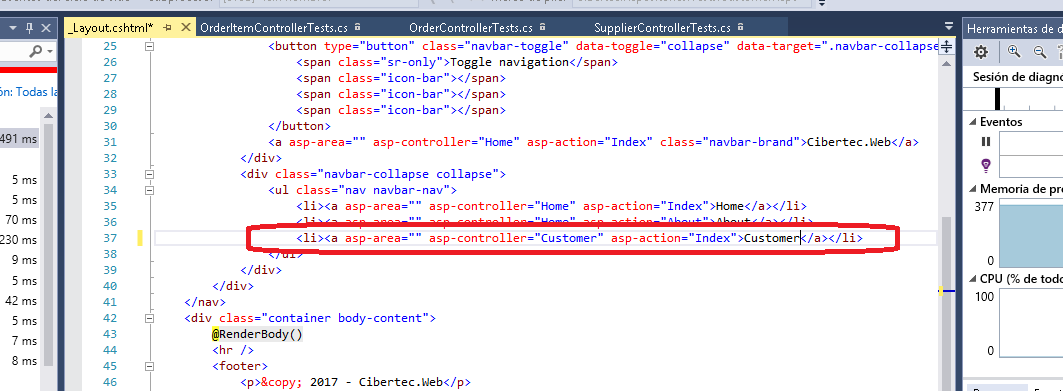 _Layout.cshtml*
OrderItemControllerTests.cs
OrderControllerTests.cs
SupplierControllerTests.cs
Herramientas de
25 <button type="button" class="navbar-toggle" data-toggle="collapse" data-target=".navbar-collapse
26 <span class="sr-only">Toggle navigation</span>
27 <span class="icon-bar"></span>
28 <span class="icon-bar"></span>
29 <span class="icon-bar"></span>
30 </button>
31 <a asp-area="" asp-controller="Home" asp-action="Index" class="navbar-brand">Cibertec.Web</a>
32 </div>
33 <div class="navbar-collapse collapse">
34 <ul class="nav navbar-nav">
35 <li><a asp-area="" asp-controller="Home" asp-action="Index">Home</a></li>
36 <li><a asp-area="" asp-controller="Home" asp-action="About">About</a></li>
37 <li><a asp-area="" asp-controller="Customer" asp-action="Index">Customer</a></li>
38 </ul>
39 </div>
40 </div>
41 </nav>
42 <div class="container body-content">
43 @RenderBody()
44 <hr />
45 <footer>
46 <p>&copy; 2017 - Cibertec.Web</p>
ón: Todas la
491 ms
5 ms
5 ms
70 ms
230 ms
9 ms
5 ms
42 ms
5 ms
7 ms
8 ms
Sesión de diagn
Eventos
Memoria de pr
377
0
CPU (% de todo
100
0